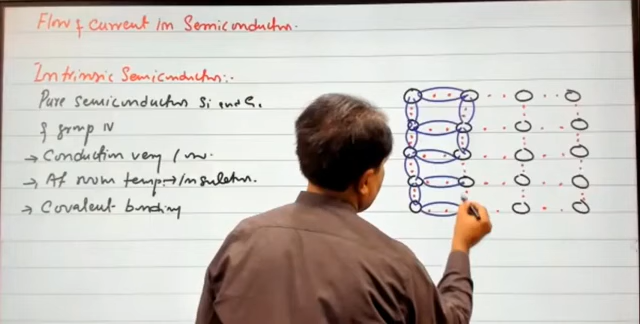 Flow of current in Semiconductor.
Intrinsic Semiconductor:-
Pure semiconductor Si and G.
of group IV
→ Conduction very low.
→ At room temp → insulator.
→ Covalent bonding